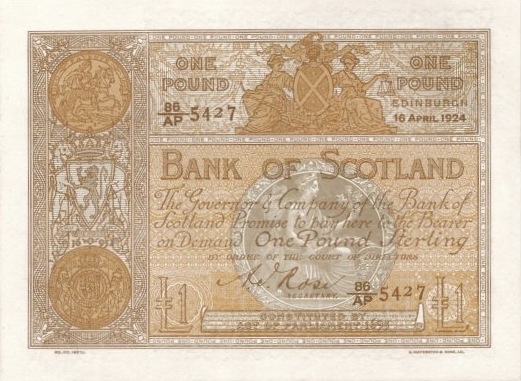 ONE POUND
ONE POUND
EDINBURGH
16 APRIL 1924
86/AP 5427
BANK OF SCOTLAND
The Governor & Company of the Bank of
Scotland Promise to pay here to the Bearer
on Demand One Pound Sterling
BY ORDER OF THE COURT OF DIRECTORS
A. J. Rose
SECRETARY
86/AP 5427
£1
£1
CONSTITUTED BY
ACT OF PARLIAMENT 1695